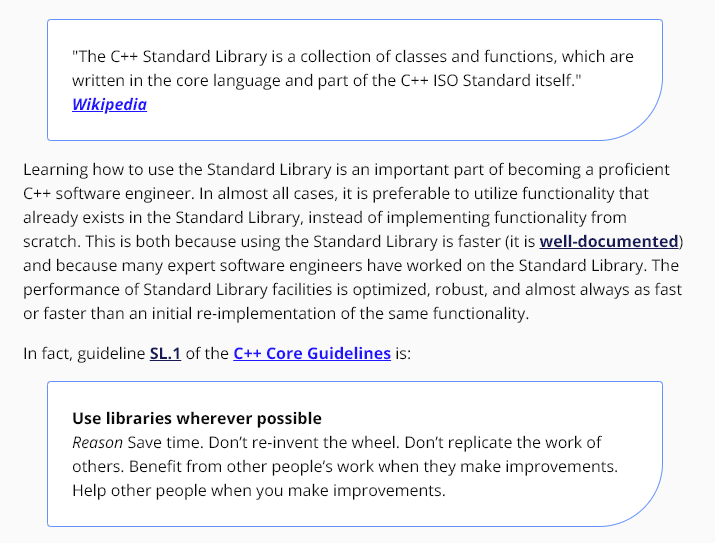 "The C++ Standard Library is a collection of classes and functions, which are
written in the core language and part of the C++ ISO Standard itself."
Wikipedia
Learning how to use the Standard Library is an important part of becoming a proficient
C++ software engineer. In almost all cases, it is preferable to utilize functionality that
already exists in the Standard Library, instead of implementing functionality from
scratch. This is both because using the Standard Library is faster (it is well-documented)
and because many expert software engineers have worked on the Standard Library. The
performance of Standard Library facilities is optimized, robust, and almost always as fast
or faster than an initial re-implementation of the same functionality.
In fact, guideline SL.1 of the C++ Core Guidelines is:
Use libraries wherever possible
Reason Save time. Don’t re-invent the wheel. Don’t replicate the work of
others. Benefit from other people’s work when they make improvements.
Help other people when you make improvements.